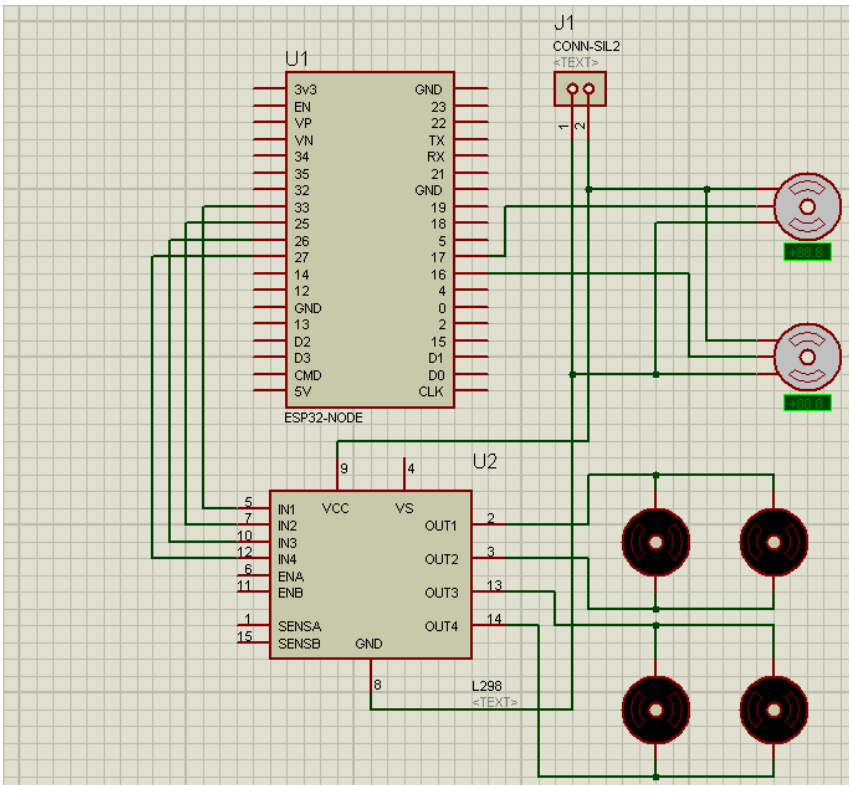 J1
CONN-SIL2
<TEXT>
U1
3v3 GND
EN 23
VP 22
VN TX
34 RX
35 21
32 GND
33 19
25 18
26 5
27 17
14 16
12 4
GND 0
13 2
D2 15
D3 D1
CMD D0
5V CLK
ESP32-NODE
1 2
+88.8
+88.8
U2
9 4
5 IN1 VCC VS
7 IN2 OUT1 2
10 IN3
12 IN4 OUT2 3
6 ENA
11 ENB OUT3 13
1 SENSA OUT4 14
15 SENSB GND
8
L298
<TEXT>